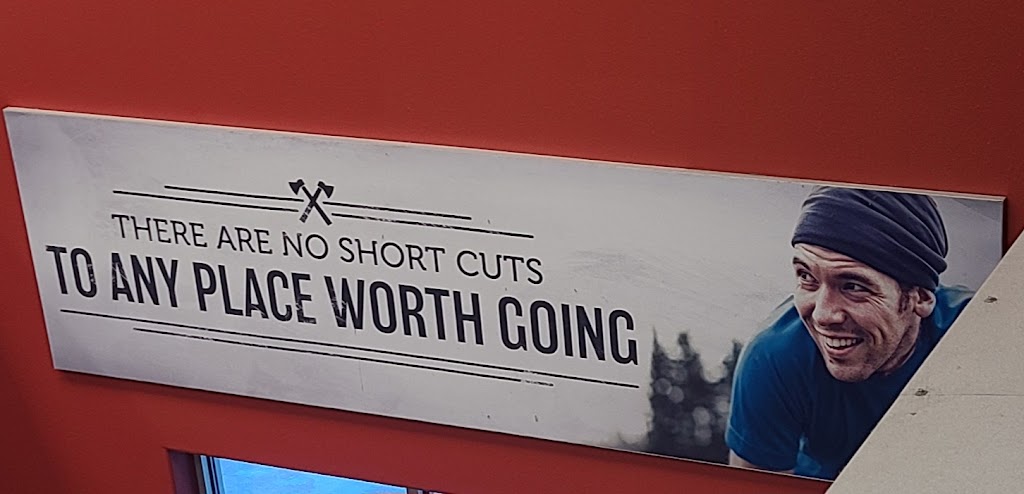 THERE ARE NO SHORT CUTS
TO ANY PLACE WORTH GOING